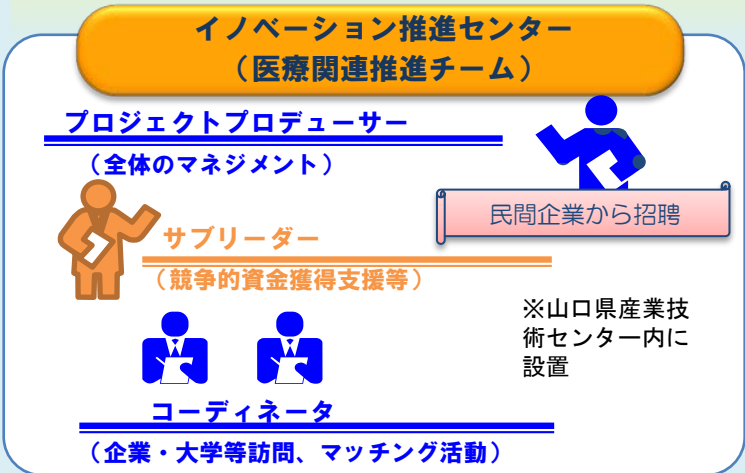 イノベーション推進センター
（医療関連推進チーム）
プロジェクトプロデューサー
（全体のマネジメント）
民間企業から招聘
サブリーダー
（競争的資金獲得支援等）
※山口県産業技
術センター内に
設置
コーディネータ
（企業・大学等訪問、マッチング活動）